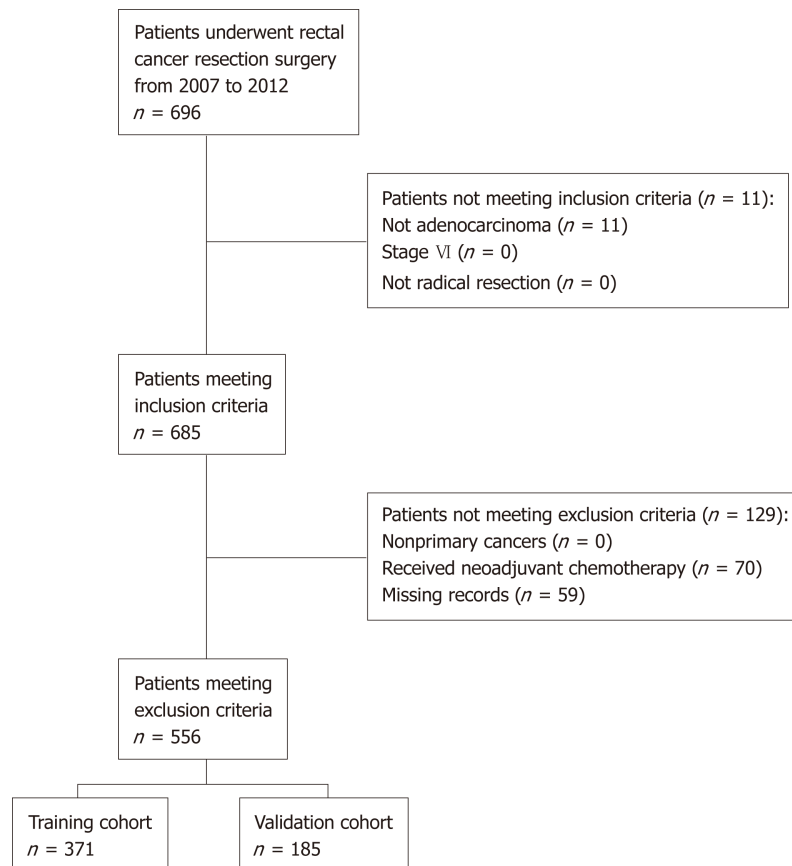 Patients underwent rectal
cancer resection surgery
from 2007 to 2012
n = 696
Patients not meeting inclusion criteria (n = 11):
Not adenocarcinoma (n = 11)
Stage Ⅵ (n = 0)
Not radical resection (n = 0)
Patients meeting
inclusion criteria
n = 685
Patients not meeting exclusion criteria (n = 129):
Nonprimary cancers (n = 0)
Received neoadjuvant chemotherapy (n = 70)
Missing records (n = 59)
Patients meeting
exclusion criteria
n = 556
Training cohort
n = 371
Validation cohort
n = 185